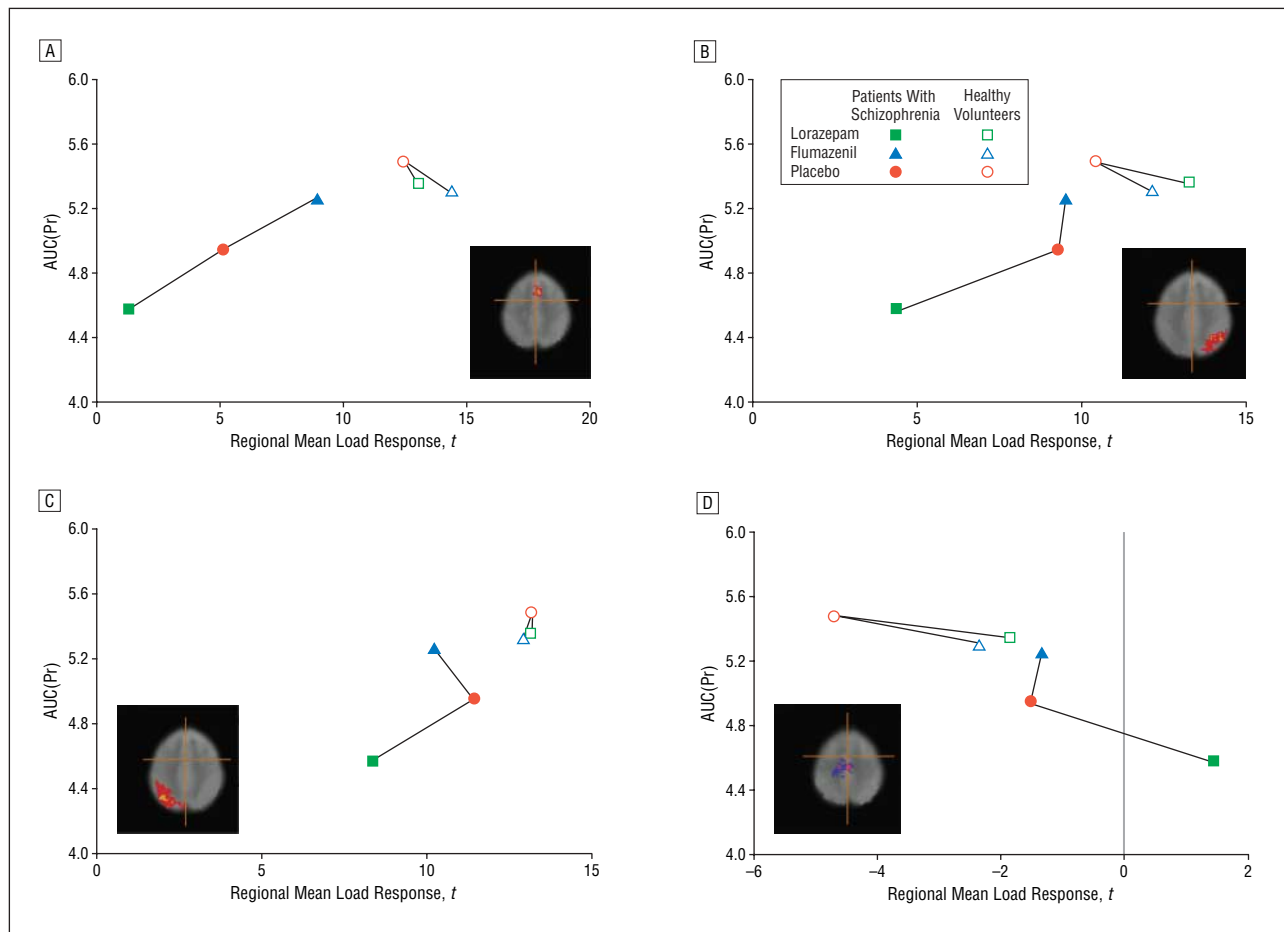 A
6.0
5.6
5.2
4.8
4.4
4.0
AUC(Pr)
0 5 10 15 20
Regional Mean Load Response, t
B
6.0
5.6
5.2
4.8
4.4
4.0
AUC(Pr)
Patients With Healthy
Schizophrenia Volunteers
Lorazepam
Flumazenil
Placebo
0 5 10 15
Regional Mean Load Response, t
C
6.0
5.6
5.2
4.8
4.4
4.0
AUC(Pr)
0 5 10 15
Regional Mean Load Response, t
D
6.0
5.6
5.2
4.8
4.4
4.0
AUC(Pr)
–6 –4 –2 0 2
Regional Mean Load Response, t